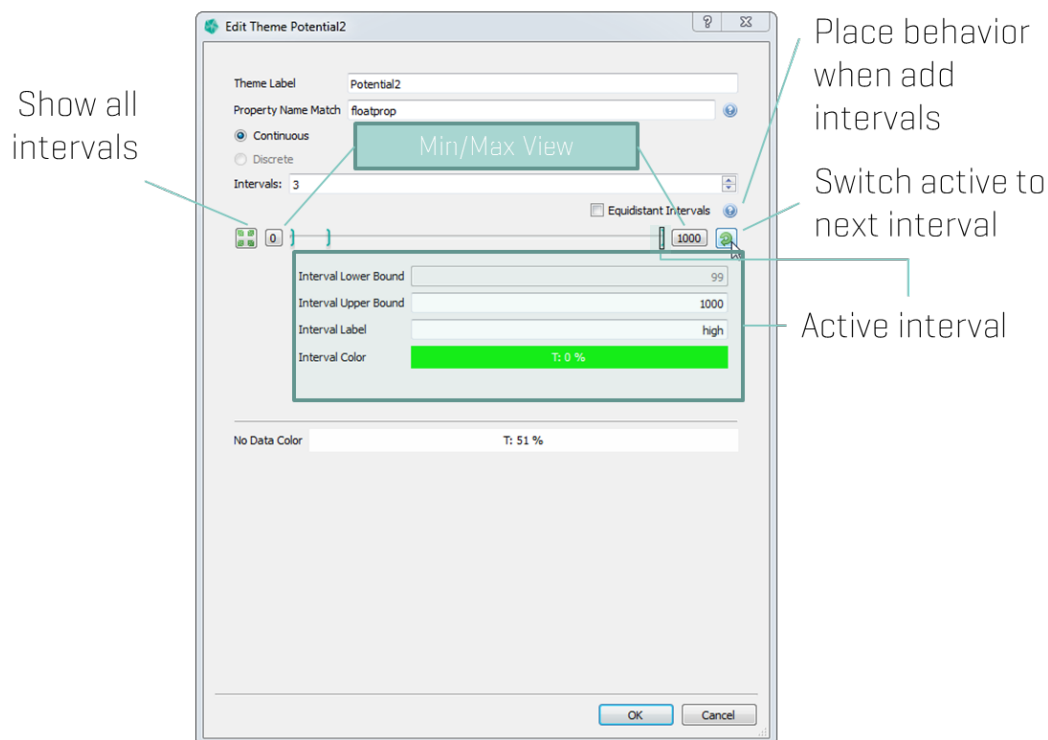 Edit Theme Potential2
Place behavior
when add
intervals
Theme Label
Potential2
Show all
intervals
Property Name Match
floatprop
Continuous
Min/Max View
Discrete
Intervals:
3
Switch active to
next interval
Equidistant Intervals
0
1000
Interval Lower Bound
99
Interval Upper Bound
1000
Interval Label
high
Active interval
Interval Color
T: 0 %
No Data Color
T: 51 %
OK
Cancel